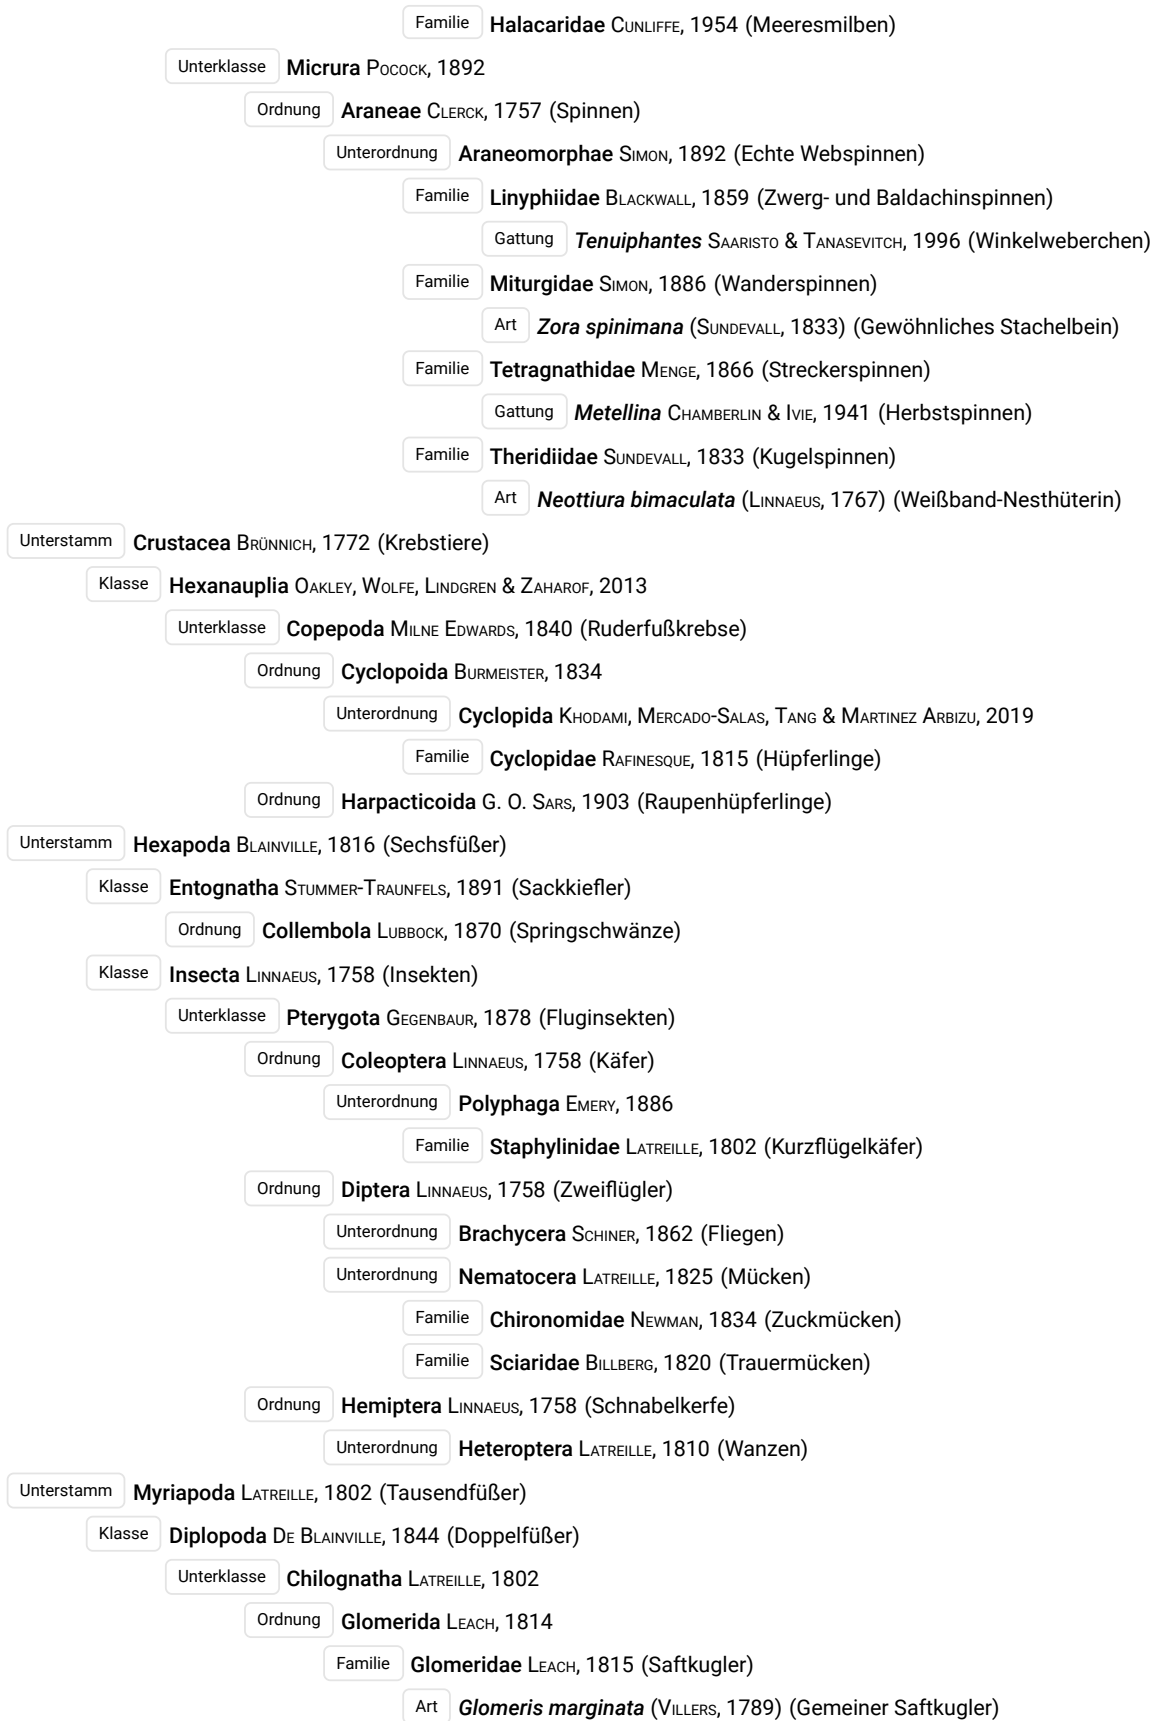 Familie Halacaridae Cunliffe, 1954 (Meeresmilben)
Unterklasse Micrura Pocock, 1892
Ordnung Araneae Clerck, 1757 (Spinnen)
Unterordnung Araneomorphae Simon, 1892 (Echte Webspinnen)
Familie Linyphiidae Blackwall, 1859 (Zwerg- und Baldachinspinnen)
Gattung Tenuiphantes Saaristo & Tanasevitch, 1996 (Winkelweberchen)
Familie Miturgidae Simon, 1886 (Wanderspinnen)
Art Zora spinimana (Sundevall, 1833) (Gewöhnliches Stachelbein)
Familie Tetragnathidae Menge, 1866 (Streckerspinnen)
Gattung Metellina Chamberlin & Ivie, 1941 (Herbstspinnen)
Familie Theridiidae Sundevall, 1833 (Kugelspinnen)
Art Neottiura bimaculata (Linnaeus, 1767) (Weißband-Nesthüterin)
Unterstamm Crustacea Brünnich, 1772 (Krebstiere)
Klasse Hexanauplia Oakley, Wolfe, Lindgren & Zaharof, 2013
Unterklasse Copepoda Milne Edwards, 1840 (Ruderfußkrebse)
Ordnung Cyclopoida Burmeister, 1834
Unterordnung Cyclopida Khodami, Mercado-Salas, Tang & Martinez Arbizu, 2019
Familie Cyclopidae Rafinesque, 1815 (Hüpferlinge)
Ordnung Harpacticoida G. O. Sars, 1903 (Raupenhüpferlinge)
Unterstamm Hexapoda Blainville, 1816 (Sechsfüßer)
Klasse Entognatha Stummer-Traunfels, 1891 (Sackkiefler)
Ordnung Collembola Lubbock, 1870 (Springschwänze)
Klasse Insecta Linnaeus, 1758 (Insekten)
Unterklasse Pterygota Gegenbaur, 1878 (Fluginsekten)
Ordnung Coleoptera Linnaeus, 1758 (Käfer)
Unterordnung Polyphaga Emery, 1886
Familie Staphylinidae Latreille, 1802 (Kurzflügelkäfer)
Ordnung Diptera Linnaeus, 1758 (Zweiflügler)
Unterordnung Brachycera Schiner, 1862 (Fliegen)
Unterordnung Nematocera Latreille, 1825 (Mücken)
Familie Chironomidae Newman, 1834 (Zuckmücken)
Familie Sciaridae Billberg, 1820 (Trauermücken)
Ordnung Hemiptera Linnaeus, 1758 (Schnabelkerfe)
Unterordnung Heteroptera Latreille, 1810 (Wanzen)
Unterstamm Myriapoda Latreille, 1802 (Tausendfüßer)
Klasse Diplopoda De Blainville, 1844 (Doppelfüßer)
Unterklasse Chilognatha Latreille, 1802
Ordnung Glomerida Leach, 1814
Familie Glomeridae Leach, 1815 (Saftkugler)
Art Glomeris marginata (Villers, 1789) (Gemeiner Saftkugler)